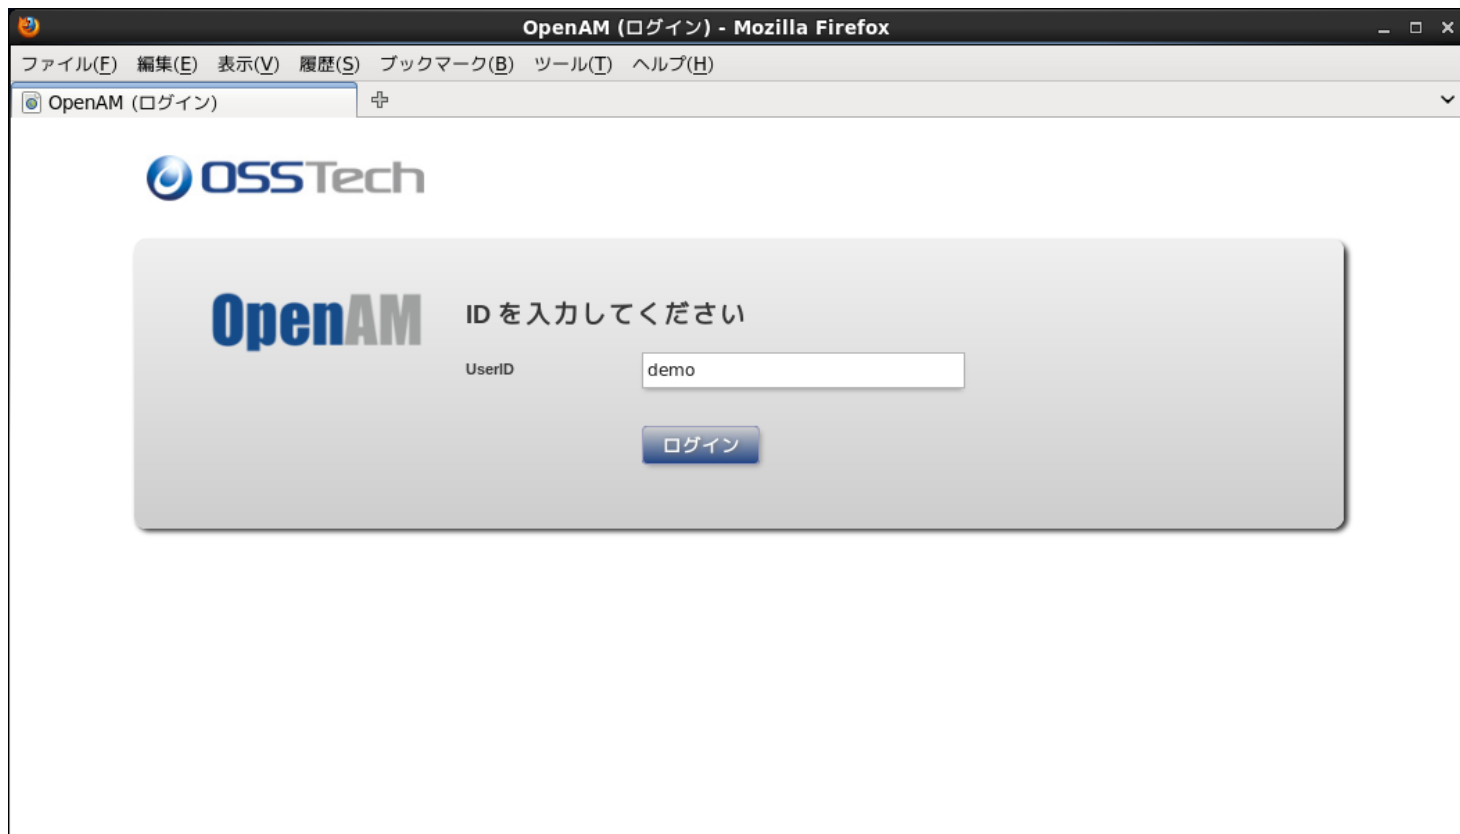 OpenAM (ログイン) - Mozilla Firefox
ファイル(F) 編集(E) 表示(V) 履歴(S) ブックマーク(B) ツール(T) ヘルプ(H)
OpenAM (ログイン)
OSSTech
OpenAM
ID を入力してください
UserID
demo
ログイン